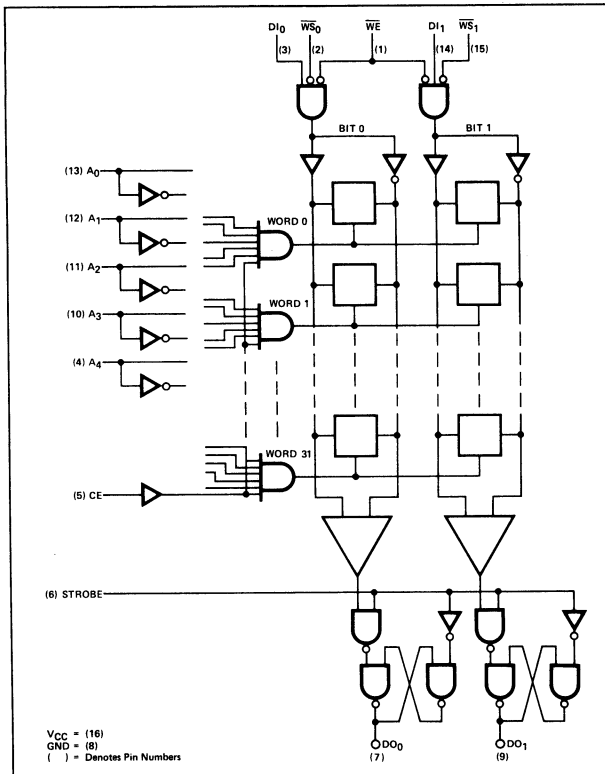 DI0 WS0 WE DI1 WS1
(3) (2) (1) (14) (15)
BIT 0 BIT 1
(13) A0
(12) A1
WORD 0
(11) A2
WORD 1
(10) A3
(4) A4
WORD 31
(5) CE
(6) STROBE
VCC = (16)
GND = (8)
( ) = Denotes Pin Numbers
DO0 DO1
(7) (9)